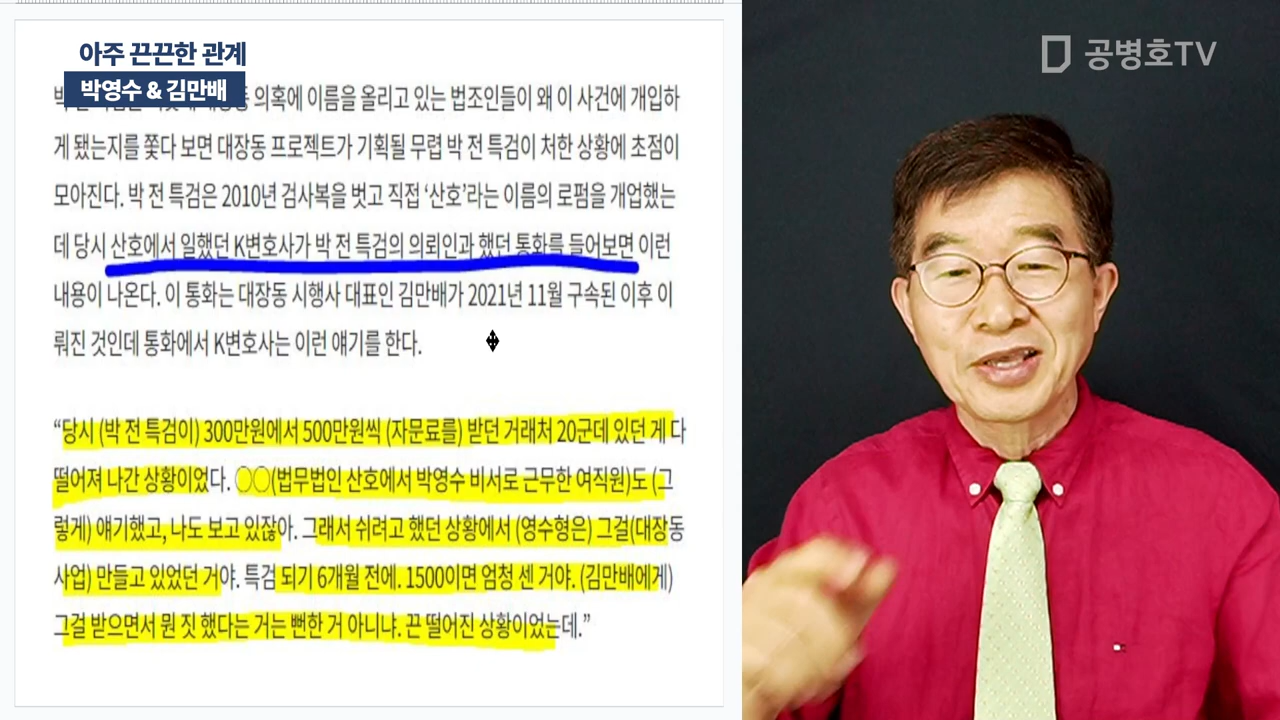 아주 끈끈한 관계
박영수 & 김만배
공병호TV
박 의혹에 이름을 올리고 있는 법조인들이 왜 이 사건에 개입하
게 됐는지를 쫓다 보면 대장동 프로젝트가 기획될 무렵 박 전 특검이 처한 상황에 초점이
모아진다. 박 전 특검은 2010년 검사복을 벗고 직접 ‘산호’라는 이름의 로펌을 개업했는
데 당시 산호에서 일했던 K변호사가 박 전 특검의 의뢰인과 했던 통화를 들어보면 이런
내용이 나온다. 이 통화는 대장동 시행사 대표인 김만배가 2021년 11월 구속된 이후 이
뤄진 것인데 통화에서 K변호사는 이런 얘기를 한다.
“당시 (박 전 특검이) 300만원에서 500만원씩 (자문료를) 받던 거래처 20군데 있던 게 다
떨어져 나간 상황이었다. ○○(법무법인 산호에서 박영수 비서로 근무한 여직원)도 (그
렇게) 얘기했고, 나도 보고 있잖아. 그래서 쉬려고 했던 상황에서 (영수형은) 그걸(대장동
사업) 만들고 있었던 거야. 특검 되기 6개월 전에. 1500이면 엄청 센 거야. (김만배에게)
그걸 받으면서 뭔 짓 했다는 거는 뻔한 거 아니냐. 끈 떨어진 상황이었는데.”